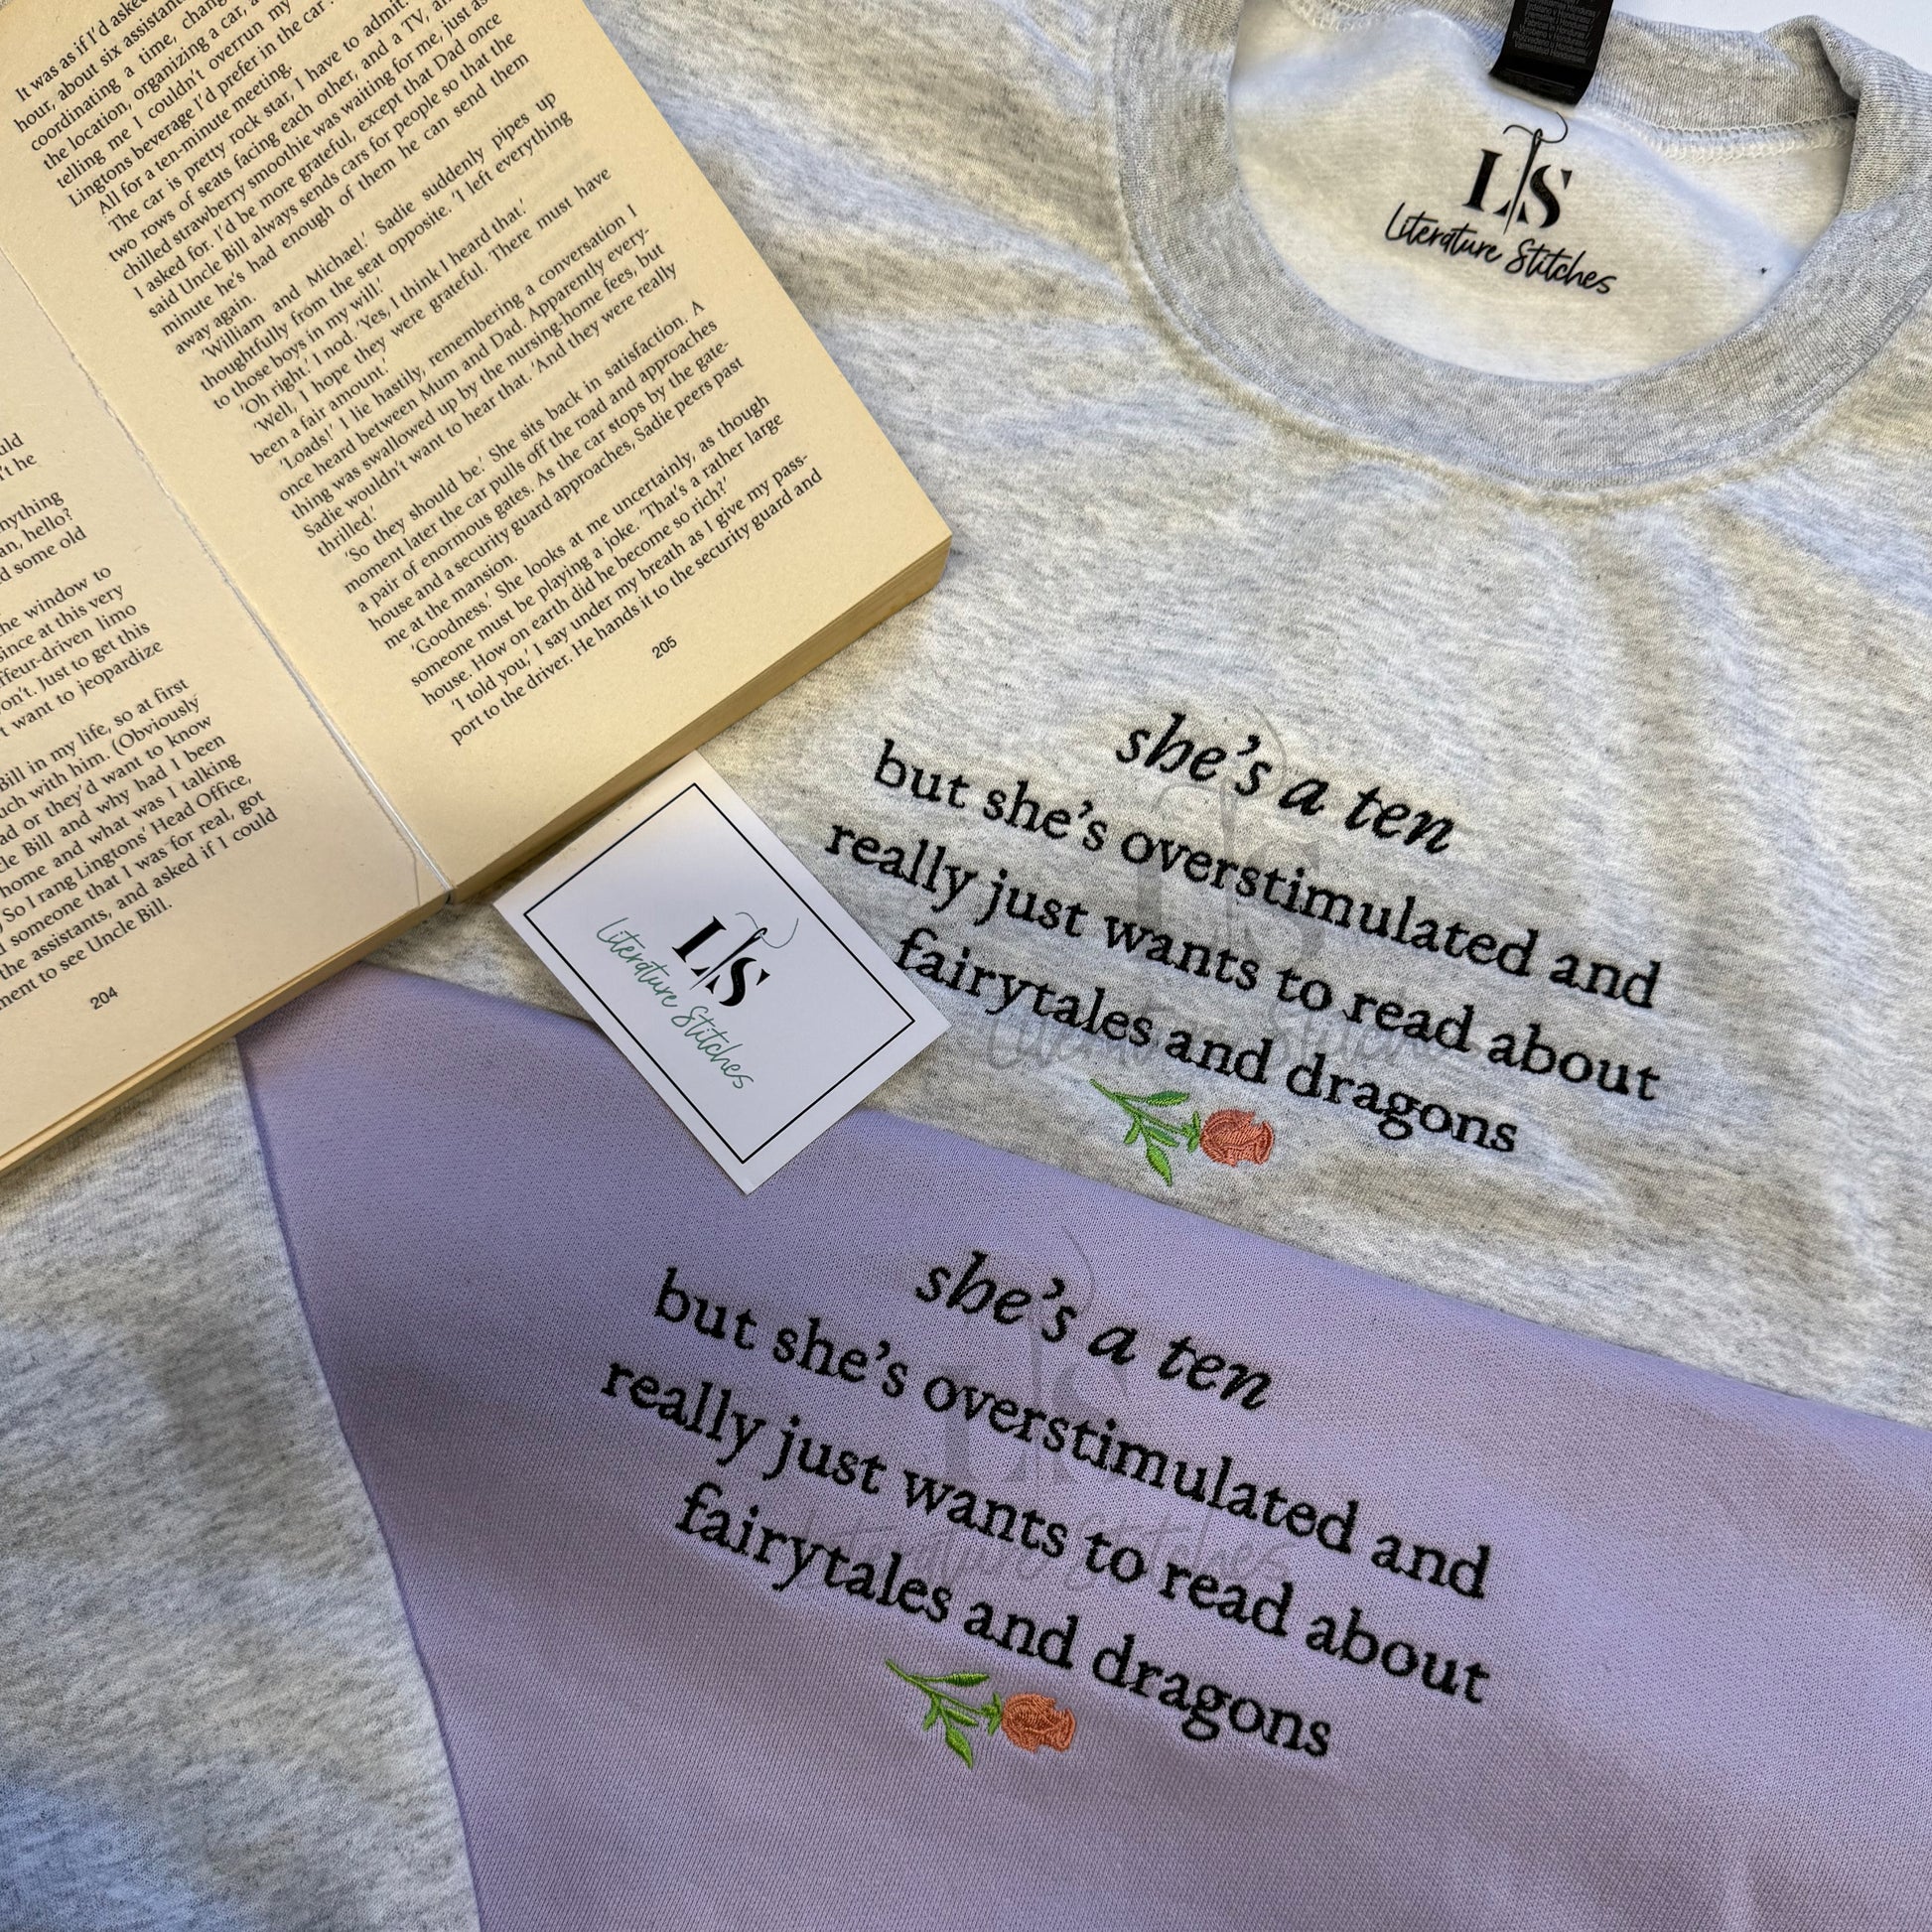 It was as if I'd asked
hour, about six assistants
coordinating a time,
the location, organizing a car,
telling me I couldn't overrun my
Lingtons beverage I'd prefer in the car
All for a ten-minute meeting.
The car is pretty rock star, I have to admit.
two rows of seats facing each other, and a TV,
chilled strawberry smoothie was waiting for me, just as
I asked for. I'd be more grateful, except that Dad once
said Uncle Bill always sends cars for people so that the
minute he's had enough of them he can send them
away again.
'William and Michael.' Sadie suddenly pipes up
thoughtfully from the seat opposite. 'I left everything
to those boys in my will.'
'Oh right.' I nod. 'Yes, I think I heard that.'
'Well, I hope they were grateful. There must have
been a fair amount.'
'Loads!' I lie hastily, remembering a conversation I
once heard between Mum and Dad. Apparently every-
thing was swallowed up by the nursing-home fees, but
Sadie wouldn't want to hear that. 'And they were really
thrilled.'
'So they should be.' She sits back in satisfaction. A
moment later the car pulls off the road and approaches
a pair of enormous gates. As the car stops by the gate-
house and a security guard approaches, Sadie peers past
me at the mansion.
'Goodness.' She looks at me uncertainly, as though
someone must be playing a joke. 'That's a rather large
house. How on earth did he become so rich?'
'I told you,' I say under my breath as I give my pass-
port to the driver. He hands it to the security guard and
205
he
an, hello?
some old
window to
since at this very
limo
Just to get this
want to jeopardize
Bill in my life, so at first
with him. (Obviously
or they'd want to know
Bill and why had I been
home and what was I talking
So I rang Lingtons' Head Office,
someone that I was for real, got
the assistants, and asked if I could
to see Uncle Bill.
204
LS
Literature Stitches
LS
Literature Stitches
she's a ten
but she's overstimulated and
really just wants to read about
fairytales and dragons
LS
Literature Stitches
she's a ten
but she's overstimulated and
really just wants to read about
fairytales and dragons
LS
Literature Stitches